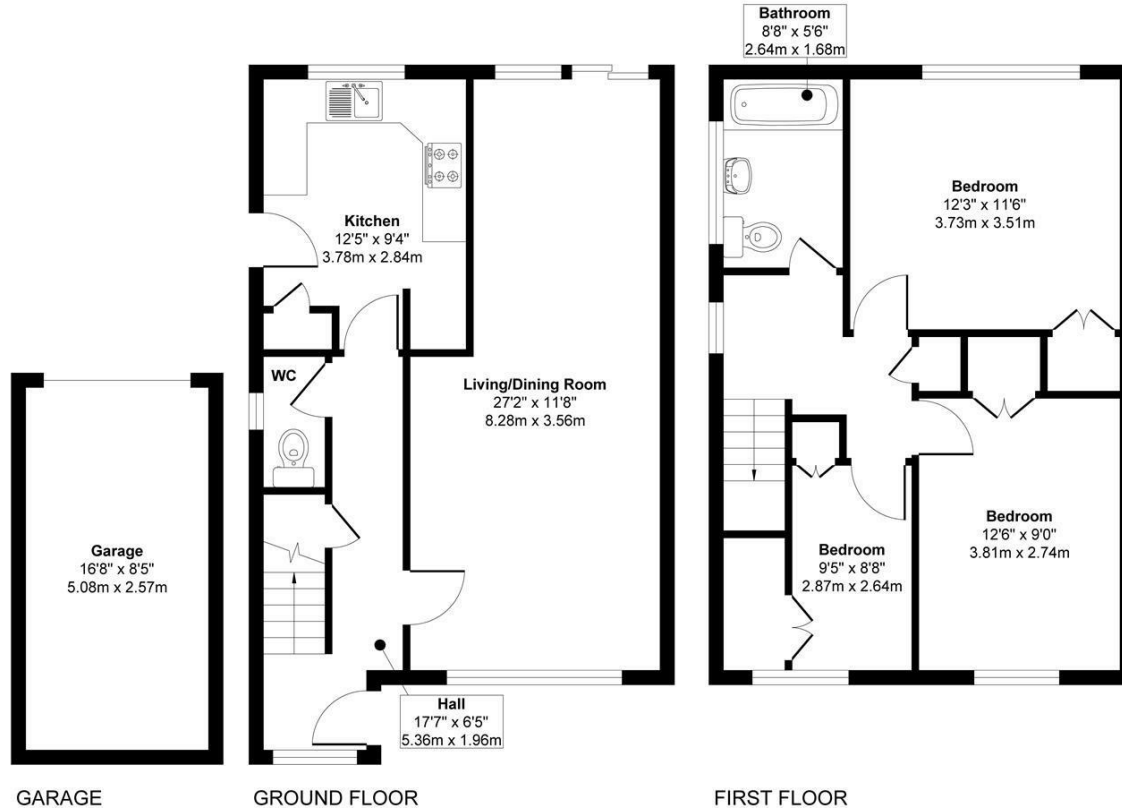 Bathroom
8'8" x 5'6"
2.64m x 1.68m
Kitchen
12'5" x 9'4"
3.78m x 2.84m
Bedroom
12'3" x 11'6"
3.73m x 3.51m
WC
Living/Dining Room
27'2" x 11'8"
8.28m x 3.56m
Garage
16'8" x 8'5"
5.08m x 2.57m
Bedroom
9'5" x 8'8"
2.87m x 2.64m
Bedroom
12'6" x 9'0"
3.81m x 2.74m
Hall
17'7" x 6'5"
5.36m x 1.96m
GARAGE
GROUND FLOOR
FIRST FLOOR